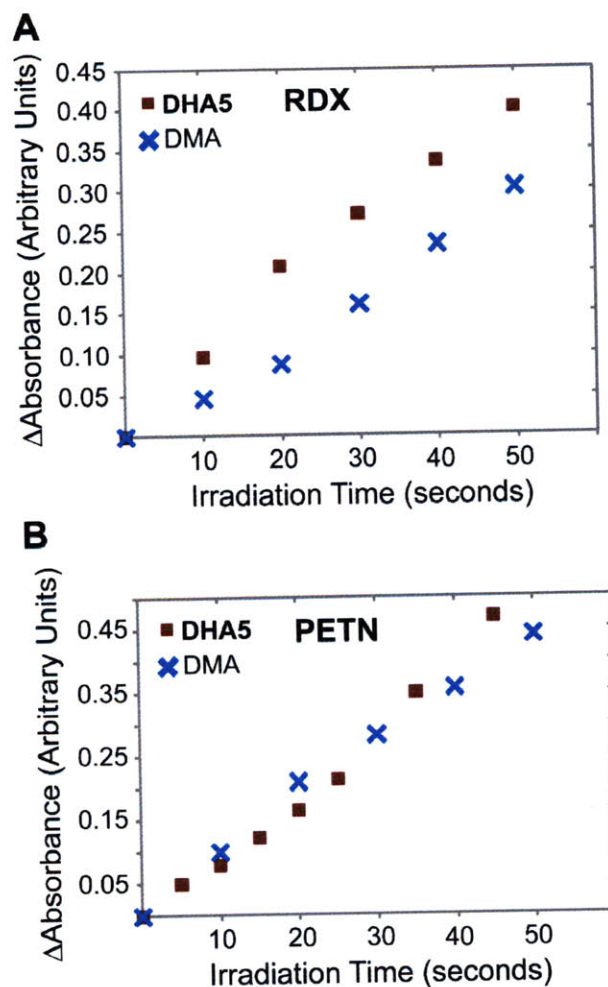 A
ΔAbsorbance (Arbitrary Units)
0.45
0.40
0.35
0.30
0.25
0.20
0.15
0.10
0.05
DHA5
DMA
RDX
10 20 30 40 50
Irradiation Time (seconds)
B
ΔAbsorbance (Arbitrary Units)
0.45
0.35
0.25
0.15
0.05
DHA5
DMA
PETN
10 20 30 40 50
Irradiation Time (seconds)